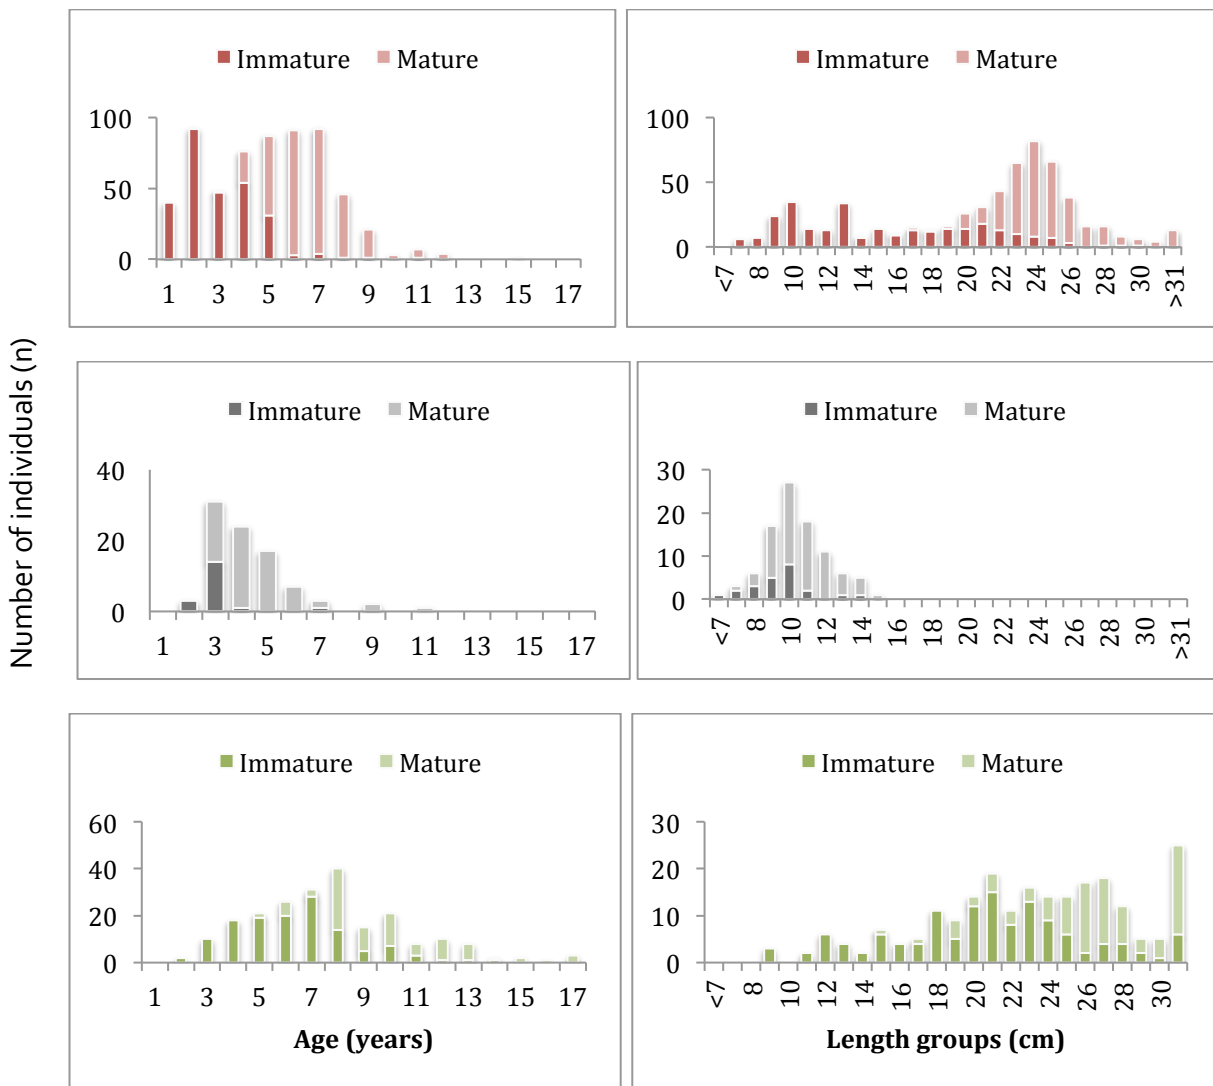 Number of individuals (n)
Immature Mature
100
50
0
1 3 5 7 9 11 13 15 17
Immature Mature
100
50
0
<7 8 10 12 14 16 18 20 22 24 26 28 30 >31
Immature Mature
40
20
0
1 3 5 7 9 11 13 15 17
Immature Mature
30
20
10
0
<7 8 10 12 14 16 18 20 22 24 26 28 30 >31
Immature Mature
60
40
20
0
1 3 5 7 9 11 13 15 17
Age (years)
Immature Mature
30
20
10
0
<7 8 10 12 14 16 18 20 22 24 26 28 30
Length groups (cm)